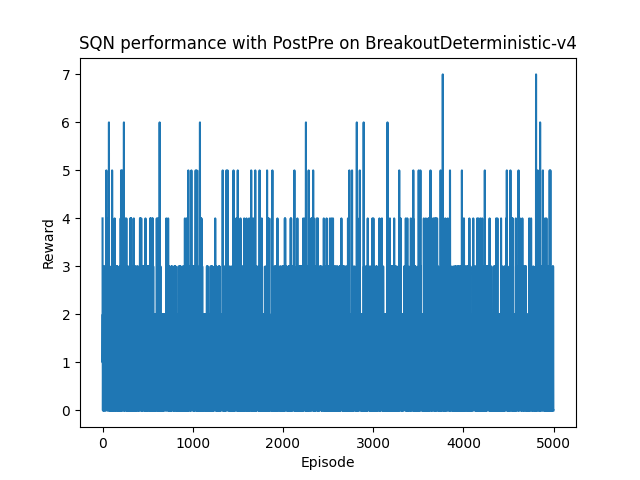 SQN performance with PostPre on BreakoutDeterministic-v4
7
6
5
4
3
2
1
0
Reward
0 1000 2000 3000 4000 5000
Episode